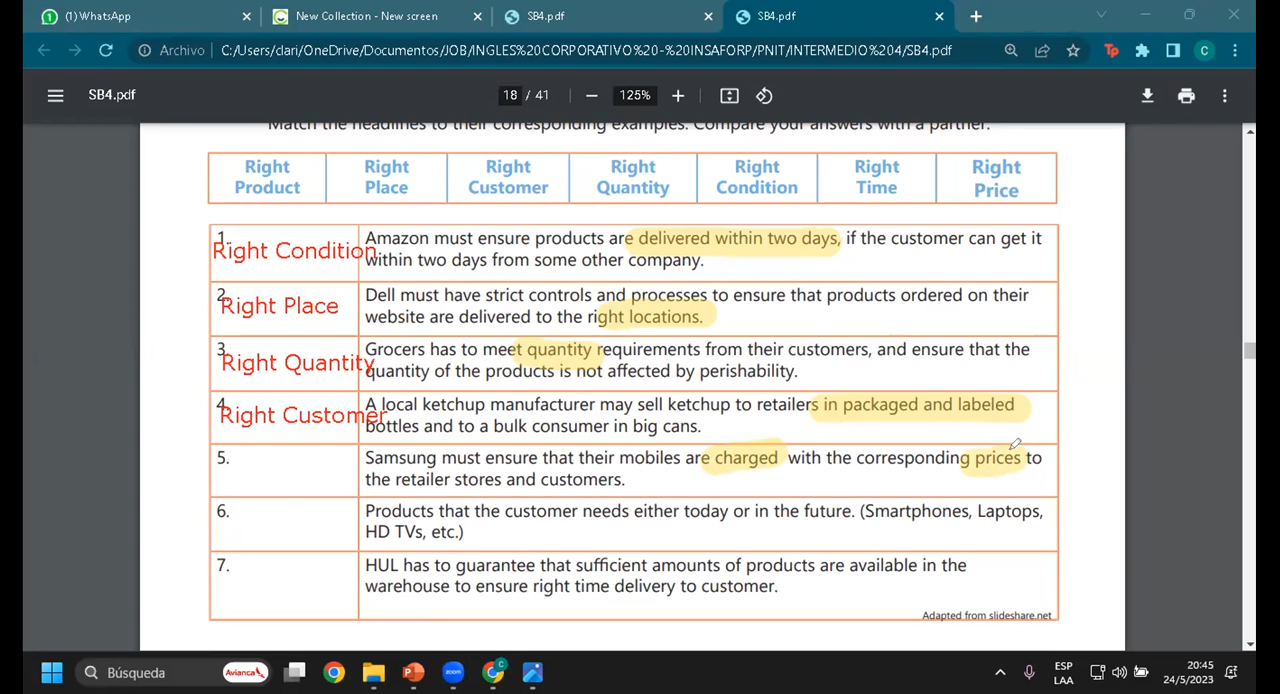 (1) WhatsApp
New Collection - New screen
SB4.pdf
SB4.pdf
Archivo
C:/Users/clari/OneDrive/Documentos/JOB/INGLES%20CORPORATIVO%20-%20INSAFORP/PNIT/INTERMEDIO%204/SB4.pdf
SB4.pdf
18 / 41
125%
Match the headlines to their corresponding examples. Compare your answers with a partner.
Right Product
Right Place
Right Customer
Right Quantity
Right Condition
Right Time
Right Price
1.
Right Condition
Amazon must ensure products are delivered within two days, if the customer can get it
within two days from some other company.
2.
Right Place
Dell must have strict controls and processes to ensure that products ordered on their
website are delivered to the right locations.
3.
Right Quantity
Grocers has to meet quantity requirements from their customers, and ensure that the
quantity of the products is not affected by perishability.
4.
Right Customer
A local ketchup manufacturer may sell ketchup to retailers in packaged and labeled
bottles and to a bulk consumer in big cans.
5.
Samsung must ensure that their mobiles are charged with the corresponding prices to
the retailer stores and customers.
6.
Products that the customer needs either today or in the future. (Smartphones, Laptops,
HD TVs, etc.)
7.
HUL has to guarantee that sufficient amounts of products are available in the
warehouse to ensure right time delivery to customer.
Adapted from slideshare.net
Búsqueda
Avianca
zoom
ESP
LAA
20:45
24/5/2023